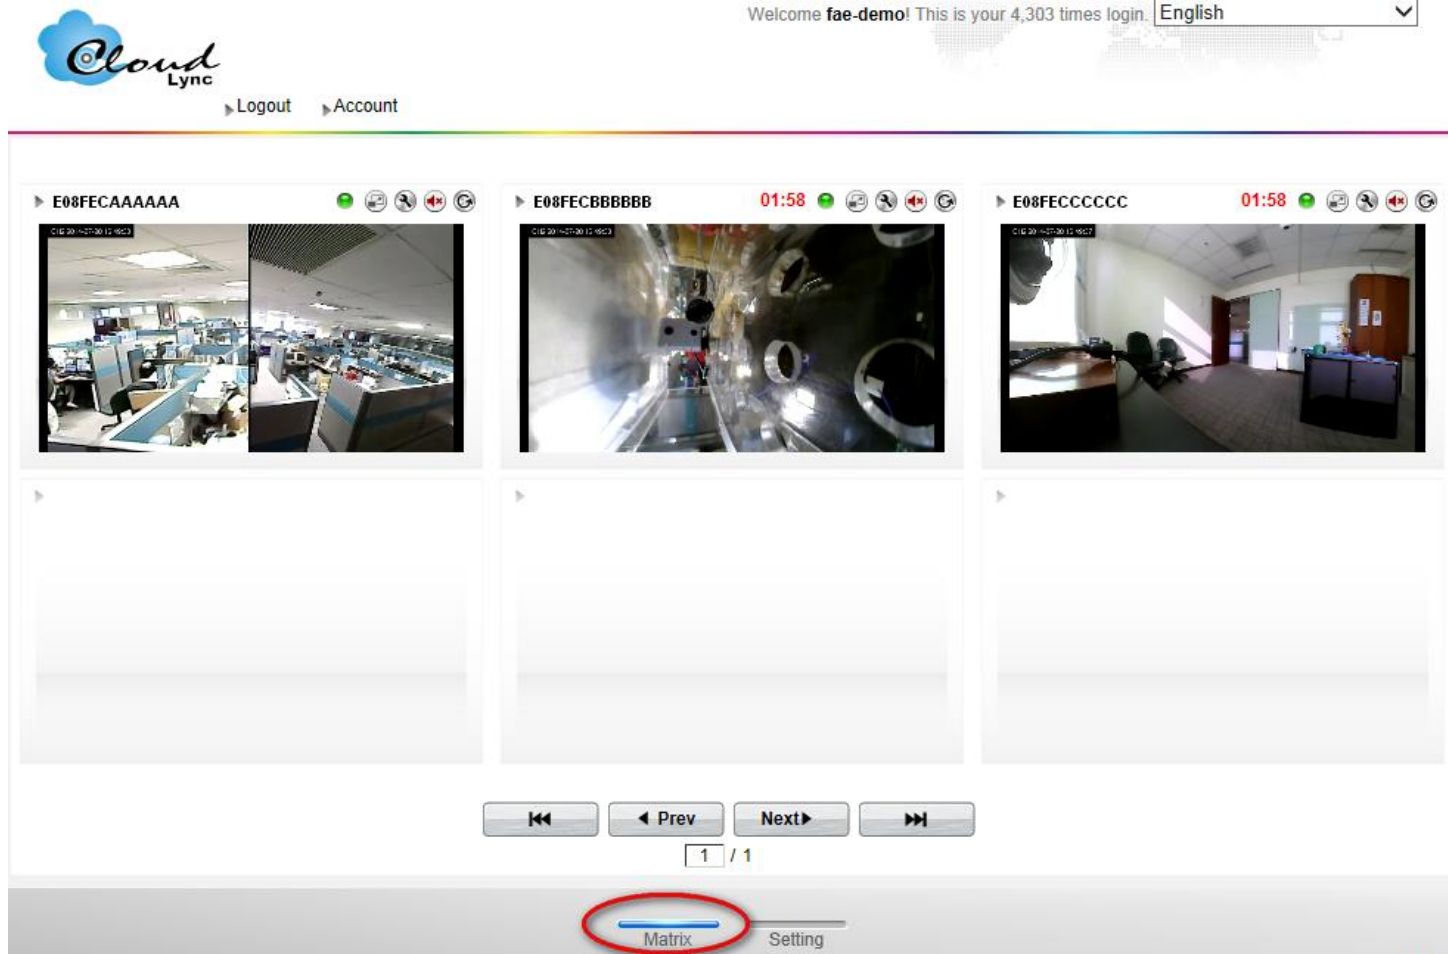 Welcome fae-demo! This is your 4,303 times login. English
Cloud
Lync
Logout Account
E08FECAAAAAA
E08FECBBBBBB 01:58
E08FECCCCCCC 01:58
Prev Next
1 / 1
Matrix Setting